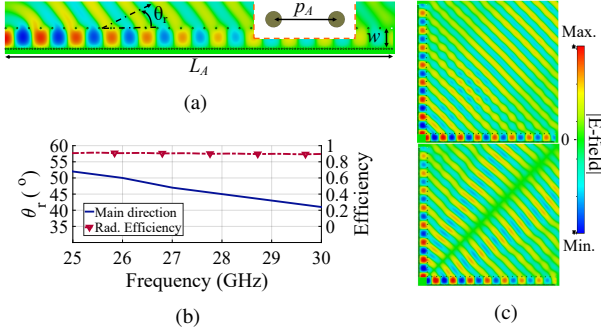 θr
pA
w
LA
(a)
Max.
0
Min.
|E-field|
60
55
50
45
40
35
1
0.8
0.6
0.4
0.2
0
θr (°)
Efficiency
Main direction
Rad. Efficiency
25 26 27 28 29 30
Frequency (GHz)
(b)
(c)